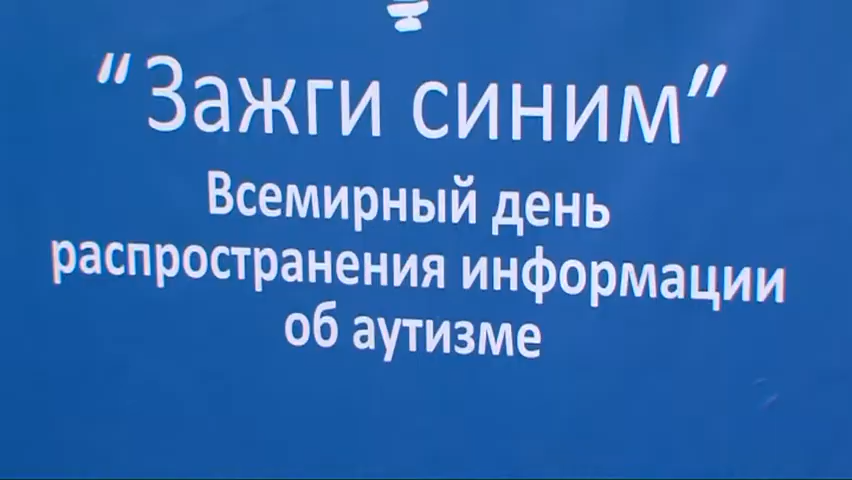 “Зажги синим”
Всемирный день
распространения информации
об аутизме